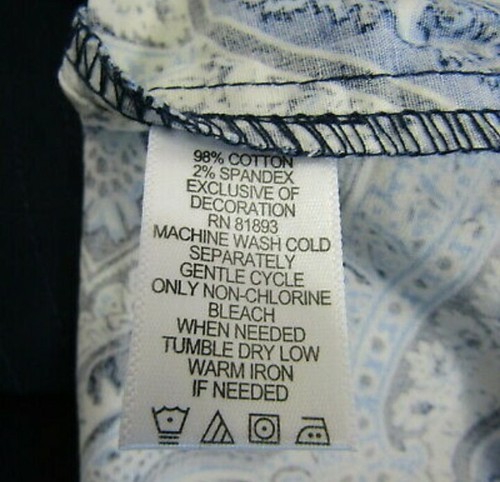 98% COTTON
2% SPANDEX
EXCLUSIVE OF
DECORATION
RN 81893
MACHINE WASH COLD
SEPARATELY
GENTLE CYCLE
ONLY NON-CHLORINE
BLEACH
WHEN NEEDED
TUMBLE DRY LOW
WARM IRON
IF NEEDED